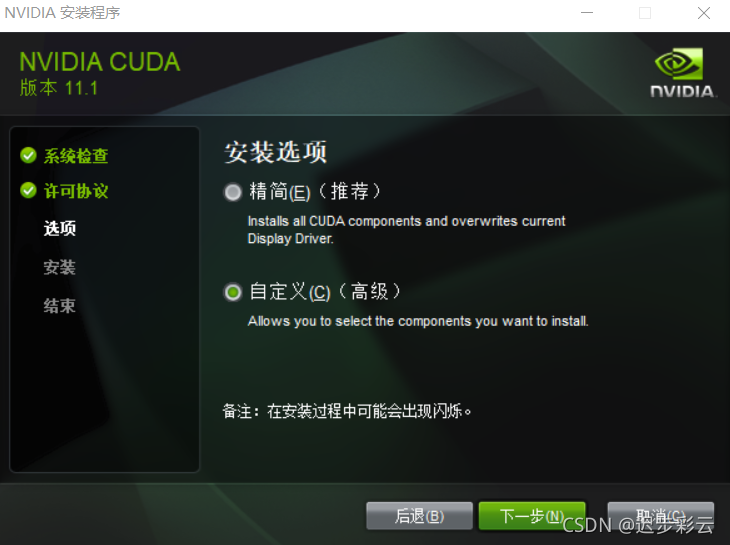 NVIDIA 安装程序
NVIDIA CUDA
版本 11.1
NVIDIA.
系统检查
许可协议
选项
安装
结束
安装选项
精简(E)（推荐）
Installs all CUDA components and overwrites current
Display Driver.
自定义(C)（高级）
Allows you to select the components you want to install.
备注：在安装过程中可能会出现闪烁。
后退(B)
下一步(N)
取消(C)
CSDN @迟步彩云